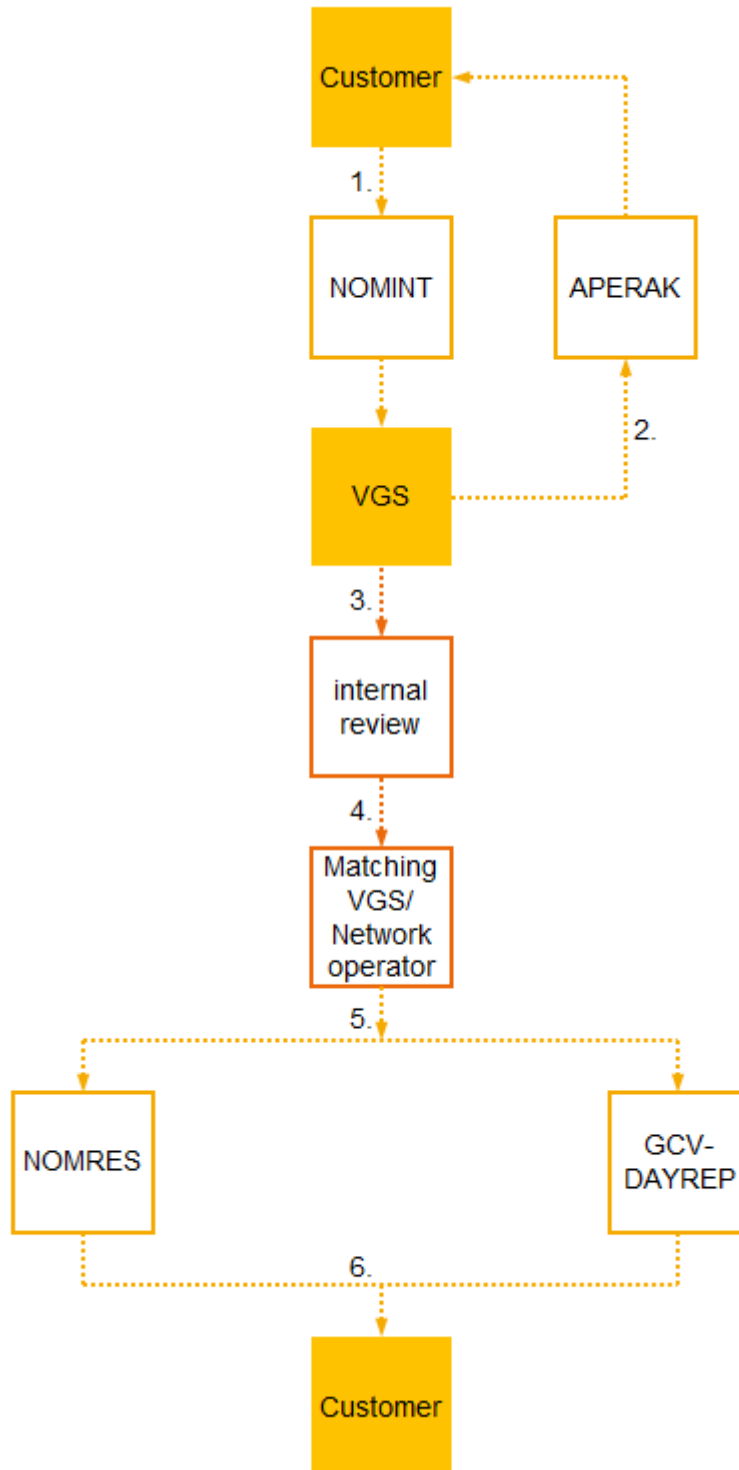 Customer
1.
NOMINT
APERAK
2.
VGS
3.
internal
review
4.
Matching
VGS/
Network
operator
5.
NOMRES
GCV-
DAYREP
6.
Customer